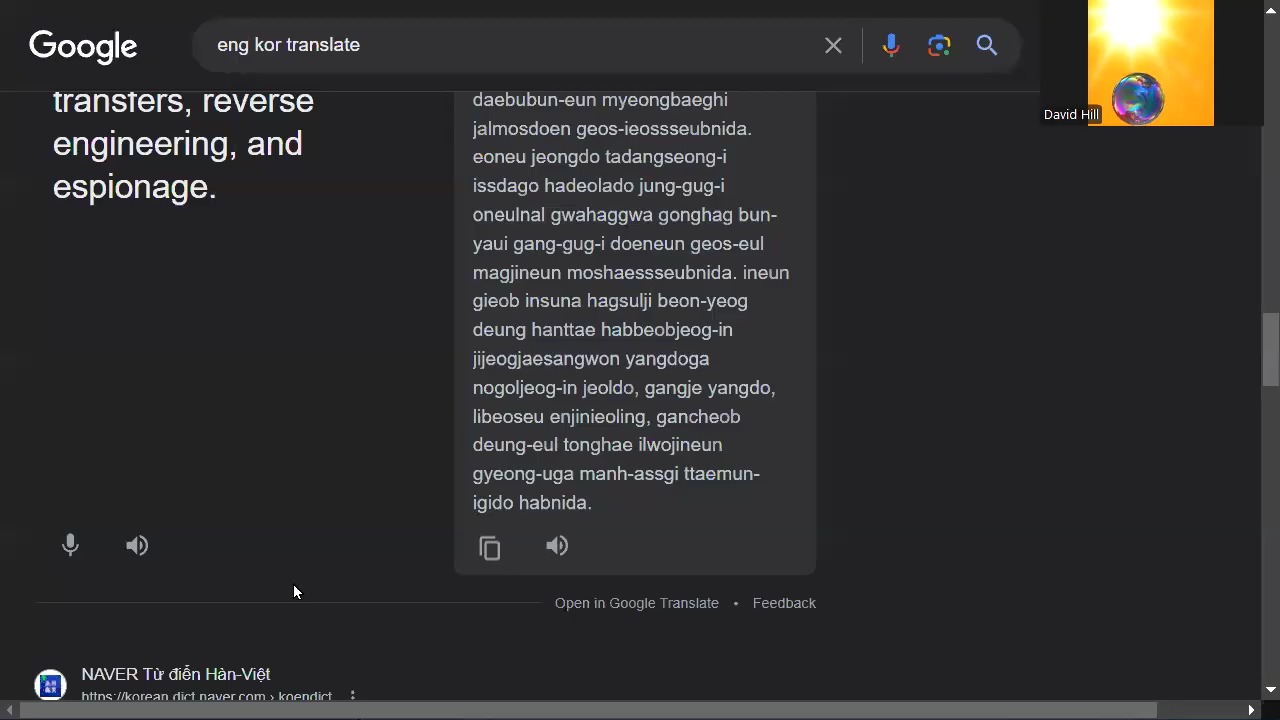 Google
eng kor translate
David Hill
transfers, reverse
engineering, and
espionage.
daebubun-eun myeongbaeghi
jalmosdoen geos-ieossseubnida.
eoneu jeongdo tadangseong-i
issdago hadeolado jung-gug-i
oneulnal gwahaggwa gonghag bun-
yaui gang-gug-i doeneun geos-eul
magjineun moshaessseubnida. ineun
gieob insuna hagsulji beon-yeog
deung hanttae habbeobjeog-in
jijeogjaesangwon yangdoga
nogoljeog-in jeoldo, gangje yangdo,
libeoseu enjinieoling, gancheob
deung-eul tonghae ilwojineun
gyeong-uga manh-assgi ttaemun-
igido habnida.
Open in Google Translate • Feedback
NAVER Từ điển Hàn-Việt
https://korean.dict.naver.com › koendict